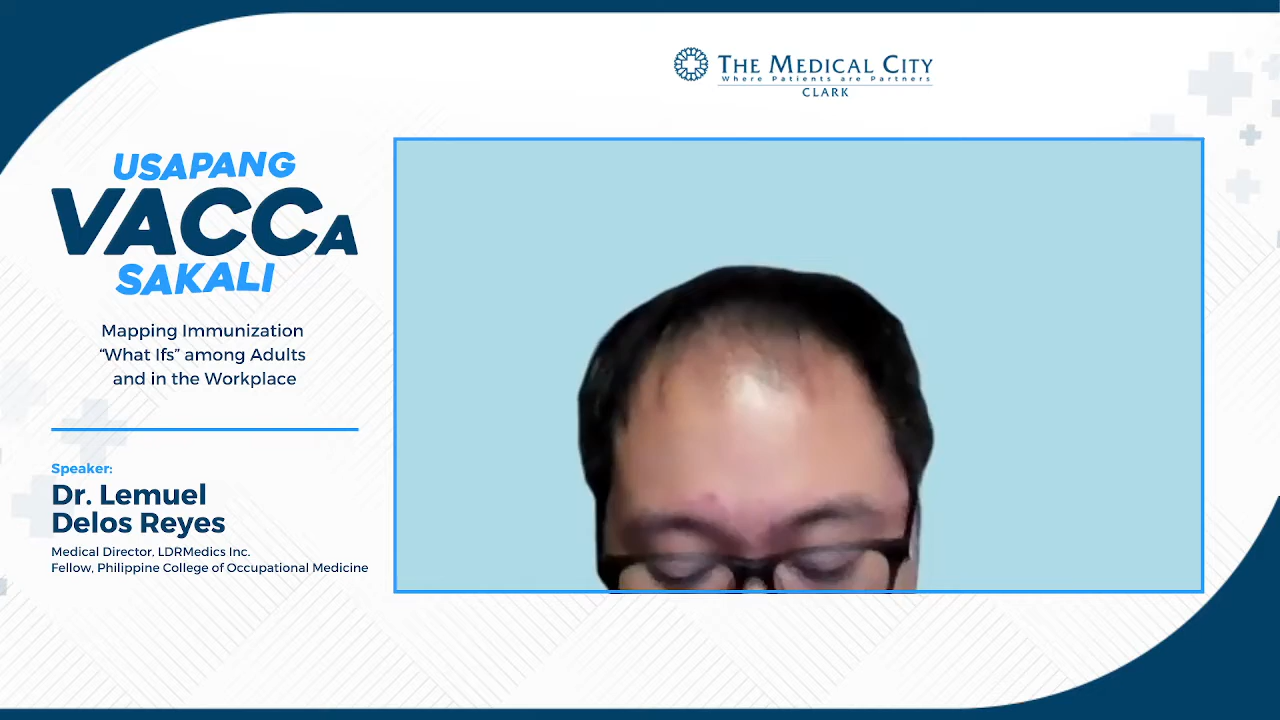 THE MEDICAL CITY
Where Patients are Partners
CLARK
USAPANG
VACCA
SAKALI
Mapping Immunization
“What Ifs” among Adults
and in the Workplace
Speaker:
Dr. Lemuel
Delos Reyes
Medical Director, LDRMedics Inc.
Fellow, Philippine College of Occupational Medicine